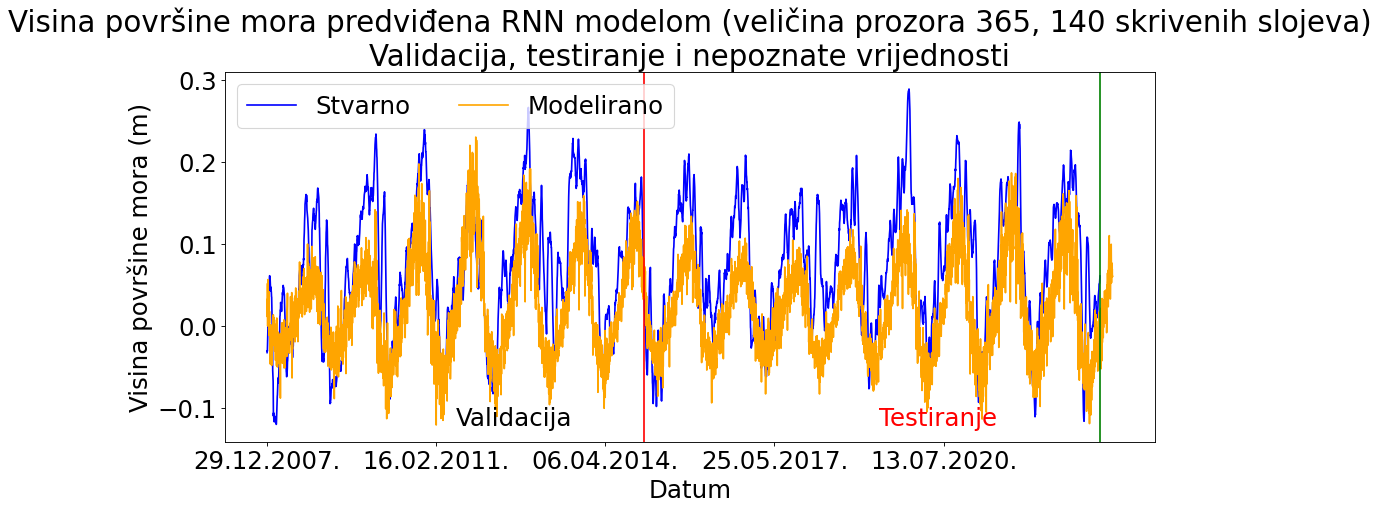 Visina površine mora predviđena RNN modelom (veličina prozora 365, 140 skrivenih slojeva)
Validacija, testiranje i nepoznate vrijednosti
Stvarno Modelirano
Visina površine mora (m)
0.3
0.2
0.1
0.0
−0.1
Validacija
Testiranje
29.12.2007. 16.02.2011. 06.04.2014. 25.05.2017. 13.07.2020.
Datum